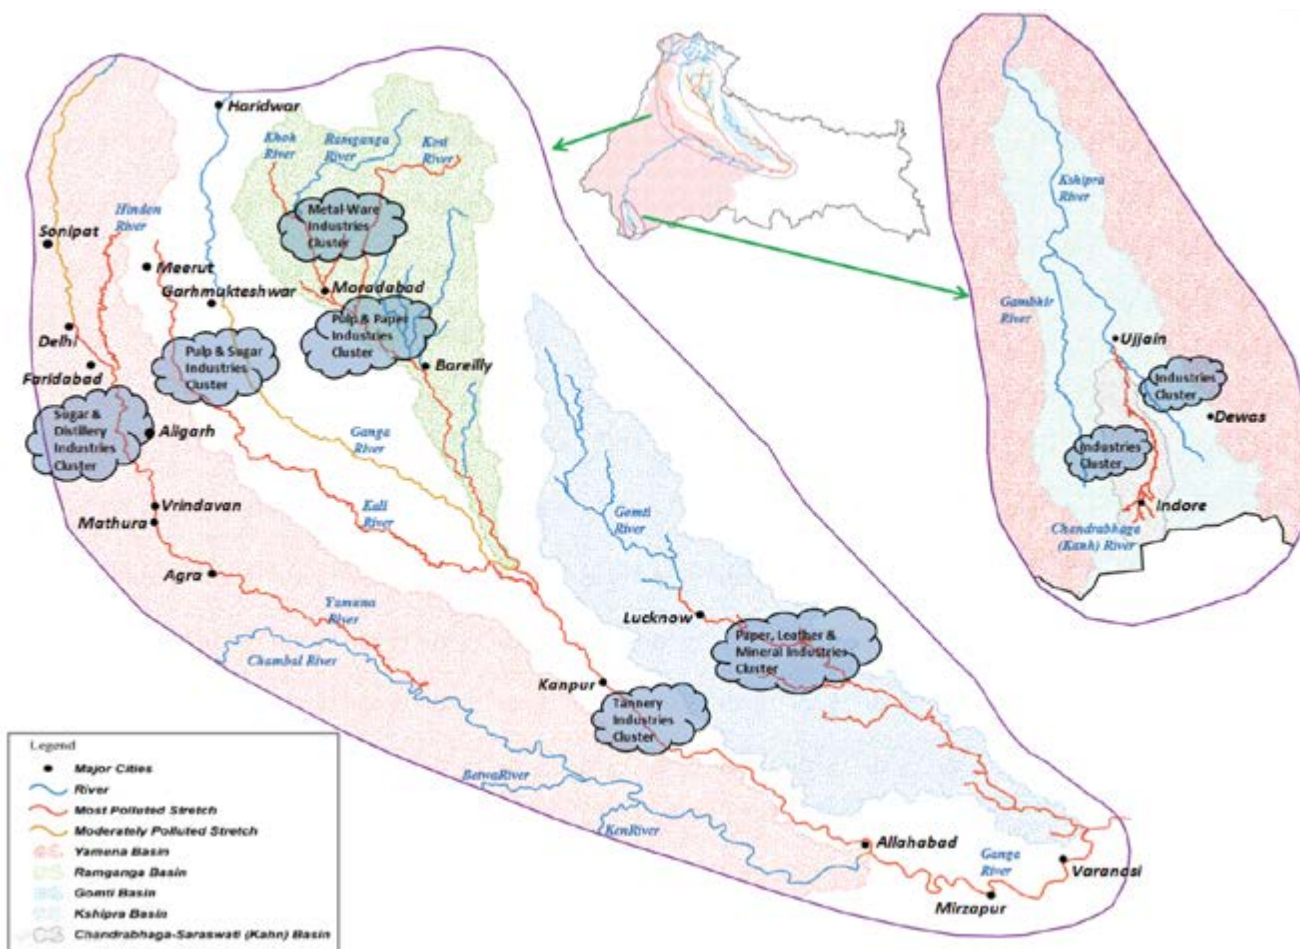 Haridwar
Khoh
River
Ramganga
River
Kosi
River
Hindon
River
Metal-Ware
Industries
Cluster
Sonipat
Meerut
Garhmukteshwar
Moradabad
Delhi
Pulp & Paper
Industries
Cluster
Pulp & Sugar
Industries
Cluster
Faridabad
Bareilly
Sugar &
Distillery
Industries
Cluster
Aligarh
Ganga
River
Vrindavan
Mathura
Kali
River
Gomti
River
Agra
Yamuna
River
Lucknow
Paper, Leather &
Mineral Industries
Cluster
Chambal River
Kanpur
Tannery
Industries
Cluster
BetwaRiver
KenRiver
Allahabad
Ganga
River
Varanasi
Mirzapur
Kshipra
River
Gambhir
River
Ujjain
Industries
Cluster
Dewas
Industries
Cluster
Indore
Chandrabhaga
(Kanh) River
Legend
Major Cities
River
Most Polluted Stretch
Moderately Polluted Stretch
Yamuna Basin
Ramganga Basin
Gomti Basin
Kshipra Basin
Chandrabhaga-Saraswati (Kahn) Basin